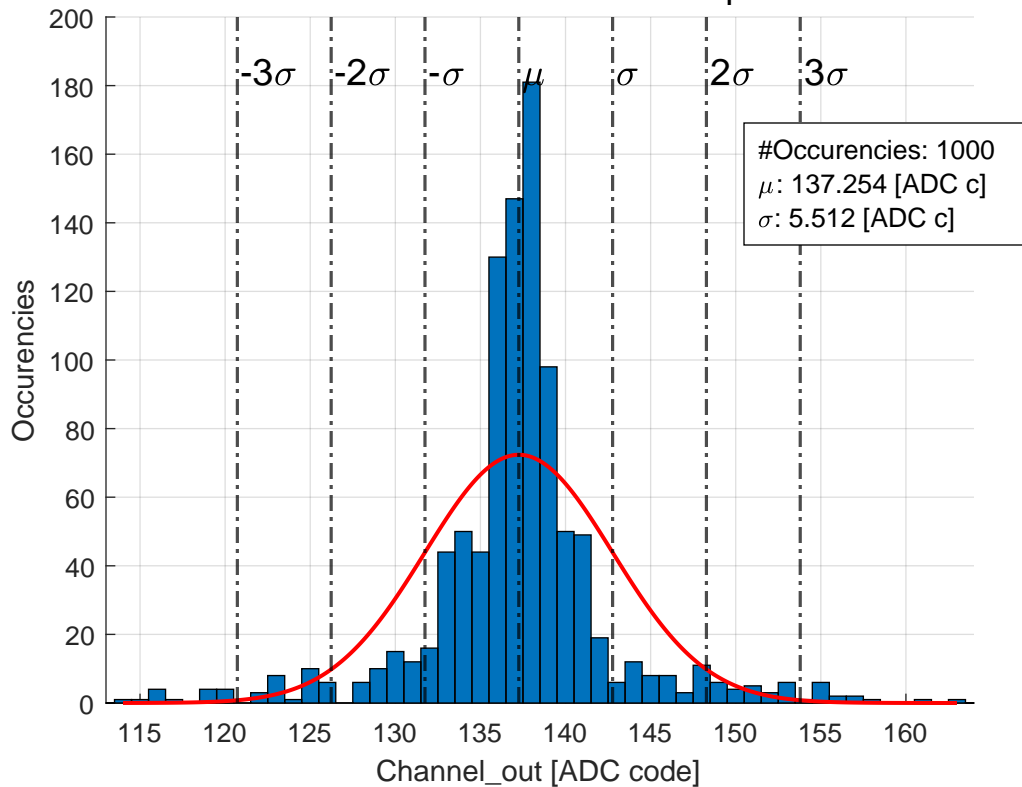 200
180
160
140
120
100
80
60
40
20
0
Occurencies
-3σ
-2σ
-σ
μ
σ
2σ
3σ
#Occurencies: 1000
μ: 137.254 [ADC c]
σ: 5.512 [ADC c]
115 120 125 130 135 140 145 150 155 160
Channel_out [ADC code]